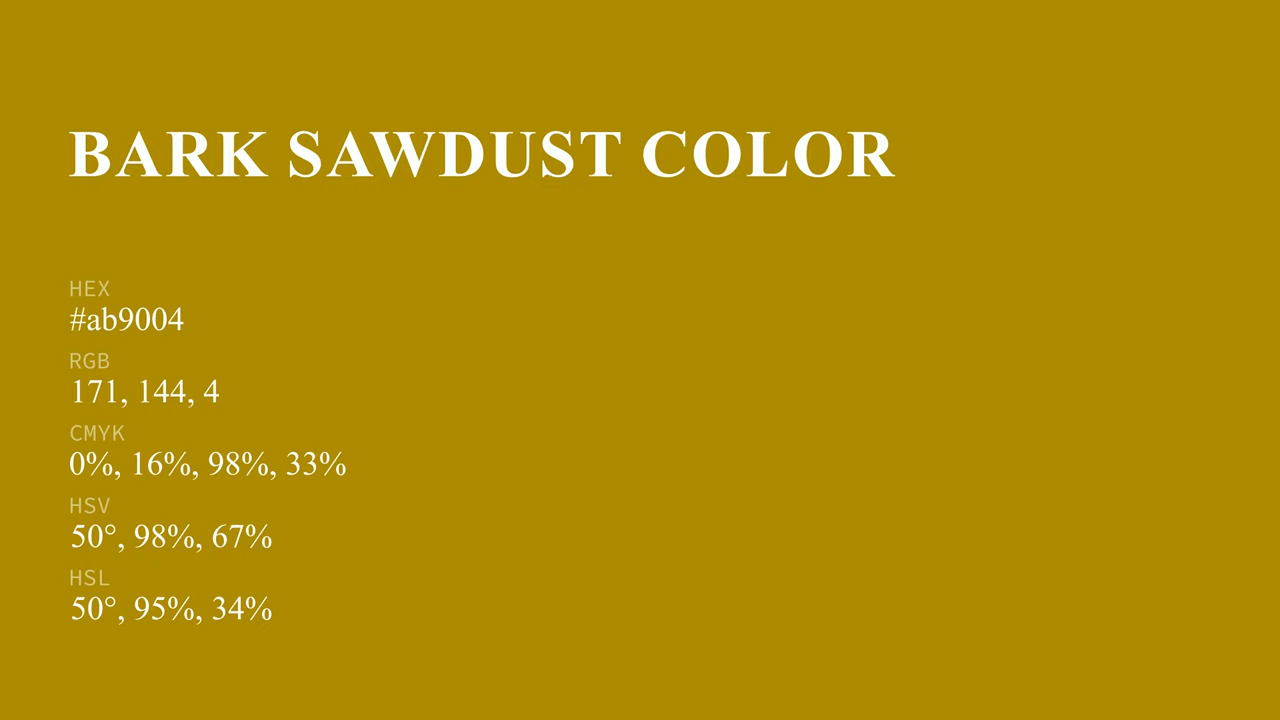 BARK SAWDUST COLOR
HEX
#ab9004
RGB
171, 144, 4
CMYK
0%, 16%, 98%, 33%
HSV
50°, 98%, 67%
HSL
50°, 95%, 34%